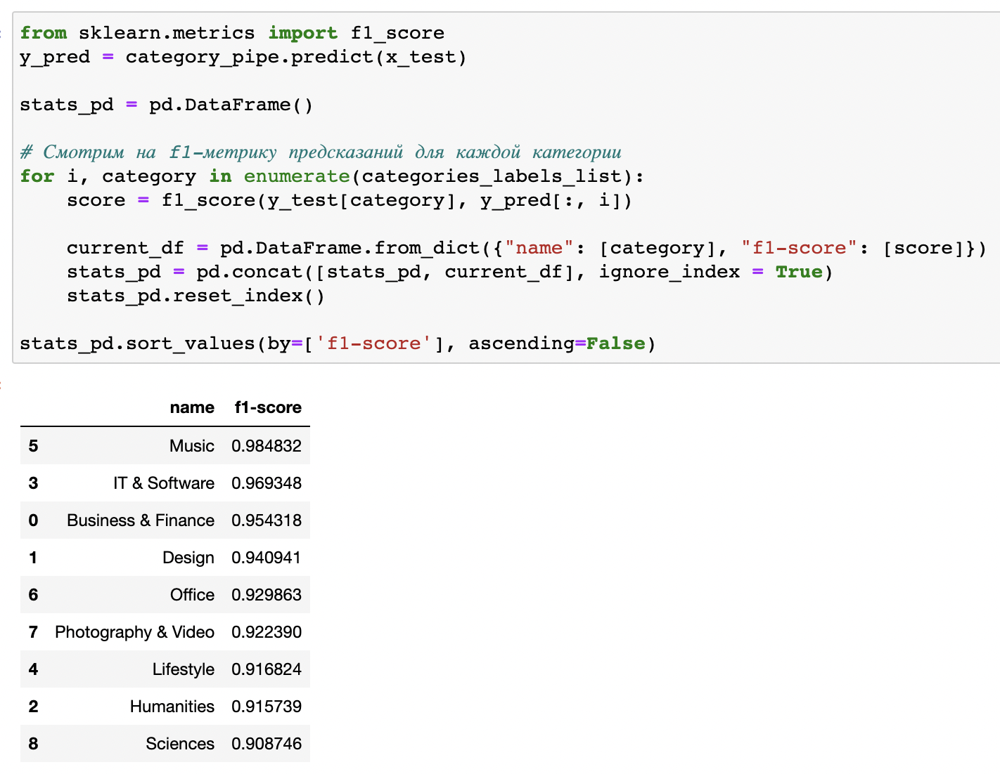 from sklearn.metrics import f1_score
y_pred = category_pipe.predict(x_test)
stats_pd = pd.DataFrame()
# Смотрим на f1-метрику предсказаний для каждой категории
for i, category in enumerate(categories_labels_list):
    score = f1_score(y_test[category], y_pred[:, i])
    current_df = pd.DataFrame.from_dict({"name": [category], "f1-score": [score]})
    stats_pd = pd.concat([stats_pd, current_df], ignore_index = True)
    stats_pd.reset_index()
stats_pd.sort_values(by=['f1-score'], ascending=False)
name f1-score
5 Music 0.984832
3 IT & Software 0.969348
0 Business & Finance 0.954318
1 Design 0.940941
6 Office 0.929863
7 Photography & Video 0.922390
4 Lifestyle 0.916824
2 Humanities 0.915739
8 Sciences 0.908746